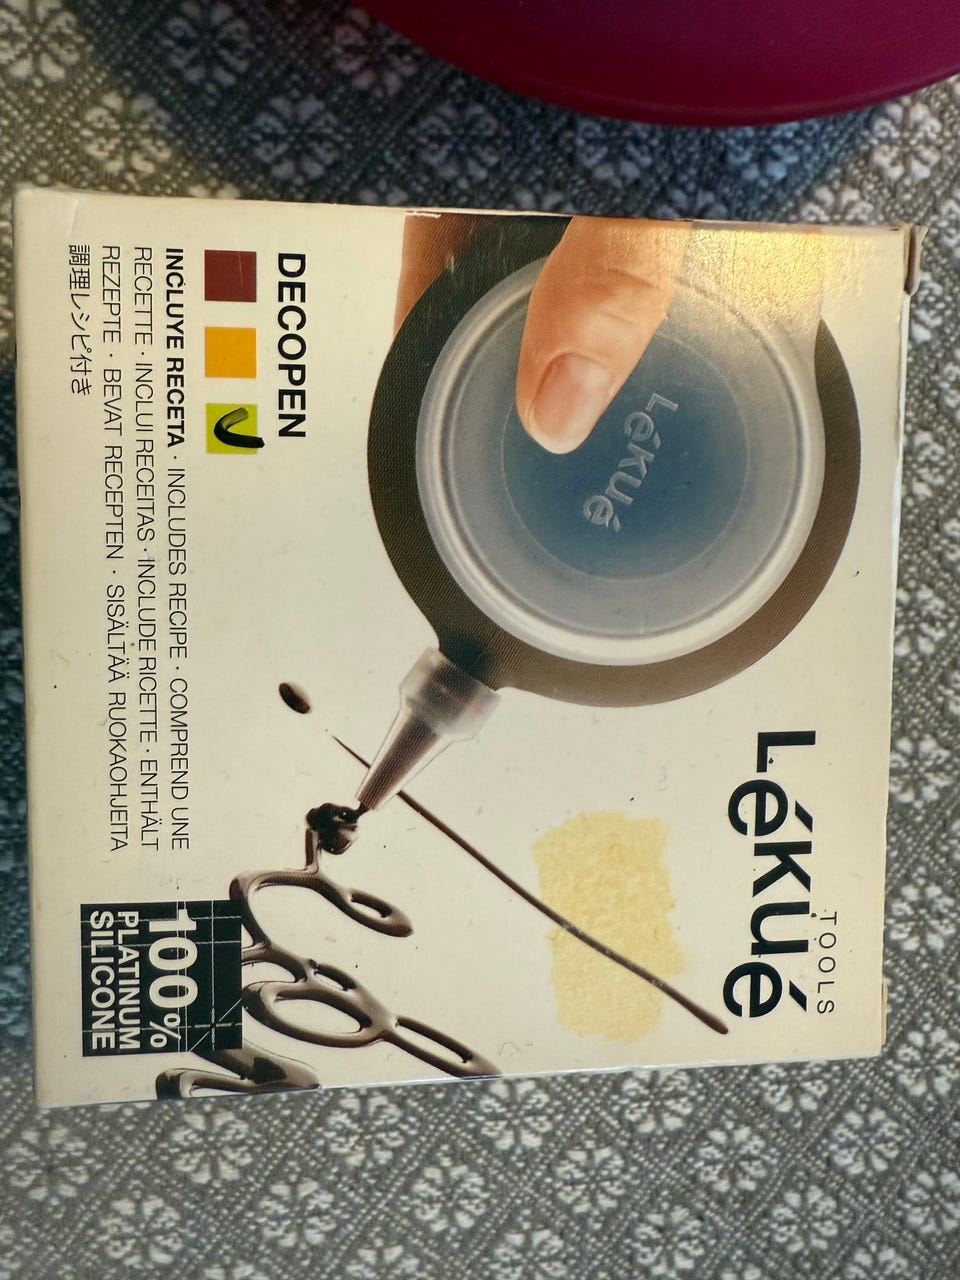 TOOLS
Lékué
Lékué
DECOPEN
INCLUYE RECETA · INCLUDES RECIPE · COMPREND UNE
RECETTE · INCLUI RECEITAS · INCLUDE RICETTE · ENTHÄLT
REZEPTE · BEVAT RECEPTEN · SISÄLTÄÄ RUOKAOHJEITA
調理レシピ付き
100%
PLATINUM
SILICONE